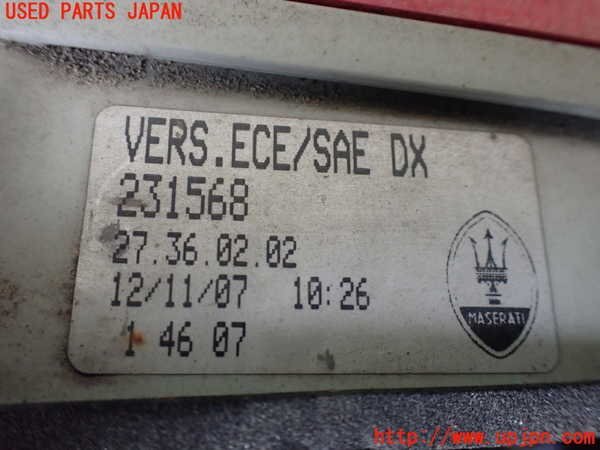 USED PARTS JAPAN
VERS.ECE/SAE DX
231568
27.36.02.02
12/11/07 10:26
1 46 07
MASERATI
http://www.upjpn.com/